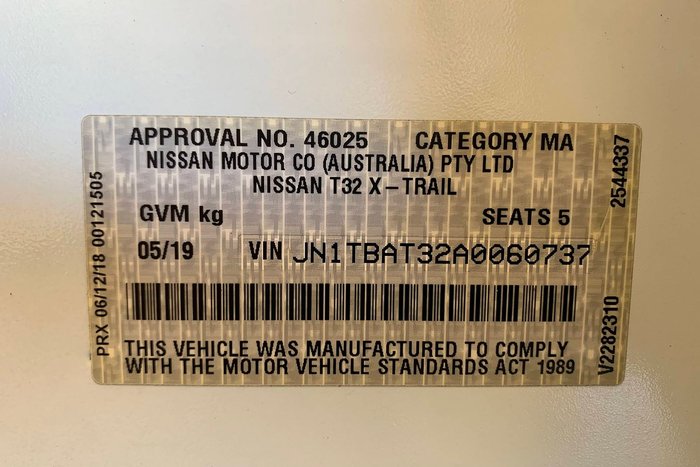 APPROVAL NO. 46025 CATEGORY MA
NISSAN MOTOR CO (AUSTRALIA) PTY LTD
NISSAN T32 X-TRAIL
GVM kg SEATS 5
05/19 VIN JN1TBAT32A0060737
THIS VEHICLE WAS MANUFACTURED TO COMPLY
WITH THE MOTOR VEHICLE STANDARDS ACT 1989
PRX 06/12/18 00121505
2544337
V2282310